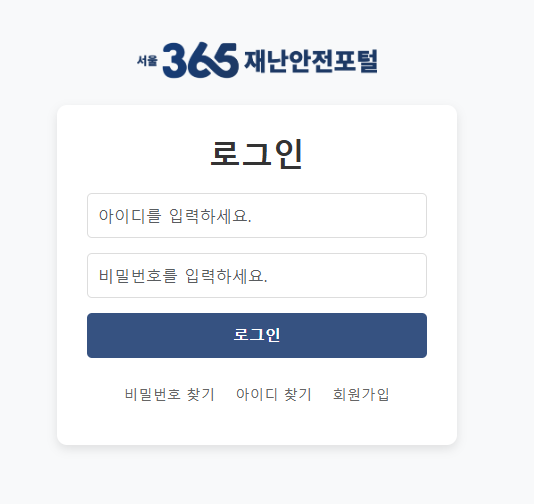 서울 365 재난안전포털
로그인
아이디를 입력하세요.
비밀번호를 입력하세요.
로그인
비밀번호 찾기 아이디 찾기 회원가입